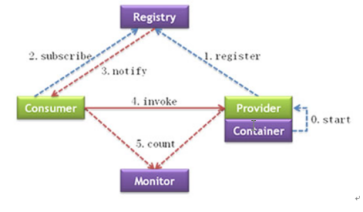 Registry
2. subscribe
1. register
3. notify
Consumer
4. invoke
Provider
Container
0. start
5. count
Monitor